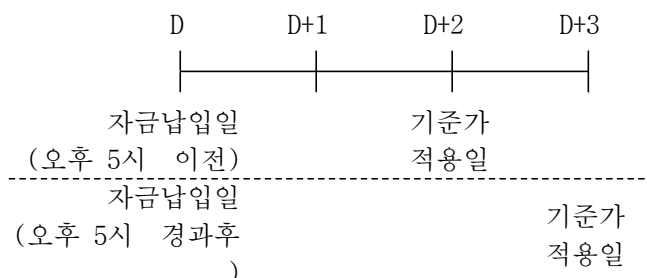 D D+1 D+2 D+3
자금납입일 기준가
(오후 5시 이전) 적용일
자금납입일
기준가
(오후 5시 경과후
적용일
)